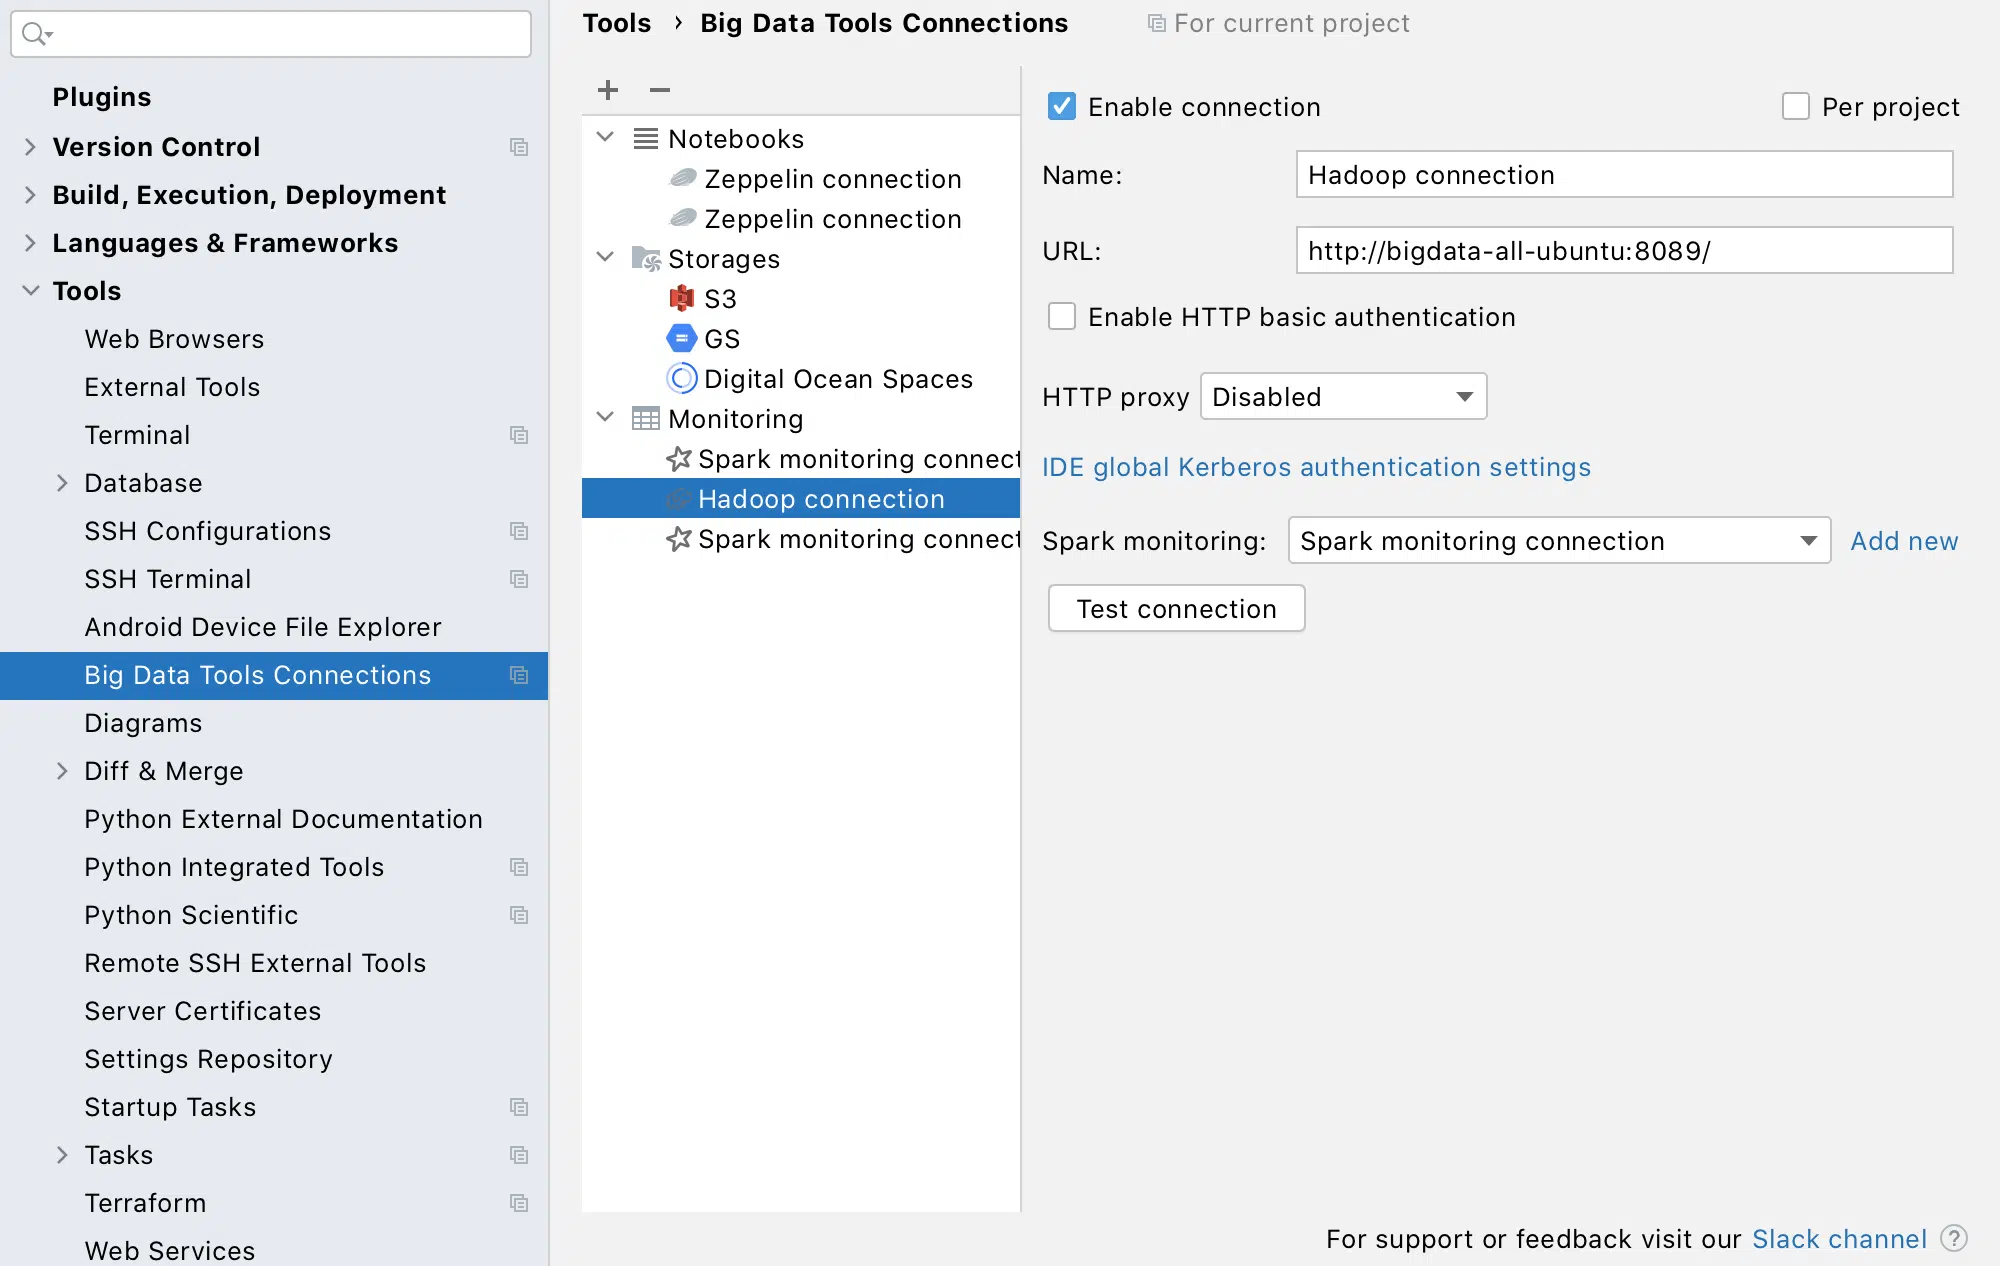 Plugins
Version Control
Build, Execution, Deployment
Languages & Frameworks
Tools
Web Browsers
External Tools
Terminal
Database
SSH Configurations
SSH Terminal
Android Device File Explorer
Big Data Tools Connections
Diagrams
Diff & Merge
Python External Documentation
Python Integrated Tools
Python Scientific
Remote SSH External Tools
Server Certificates
Settings Repository
Startup Tasks
Tasks
Terraform
Web Services
Tools › Big Data Tools Connections For current project
Notebooks
Zeppelin connection
Zeppelin connection
Storages
S3
GS
Digital Ocean Spaces
Monitoring
Spark monitoring connect
Hadoop connection
Spark monitoring connect
Enable connection Per project
Name: Hadoop connection
URL: http://bigdata-all-ubuntu:8089/
Enable HTTP basic authentication
HTTP proxy Disabled
IDE global Kerberos authentication settings
Spark monitoring: Spark monitoring connection Add new
Test connection
For support or feedback visit our Slack channel ?